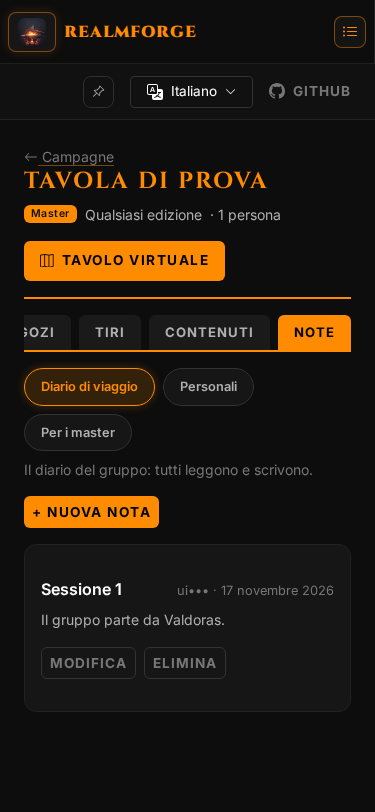 REALMFORGE
Italiano
GITHUB
← Campagne
TAVOLA DI PROVA
Master Qualsiasi edizione · 1 persona
TAVOLO VIRTUALE
GOZI TIRI CONTENUTI NOTE
Diario di viaggio Personali
Per i master
Il diario del gruppo: tutti leggono e scrivono.
+ NUOVA NOTA
Sessione 1 ui••• · 17 novembre 2026
Il gruppo parte da Valdoras.
MODIFICA ELIMINA